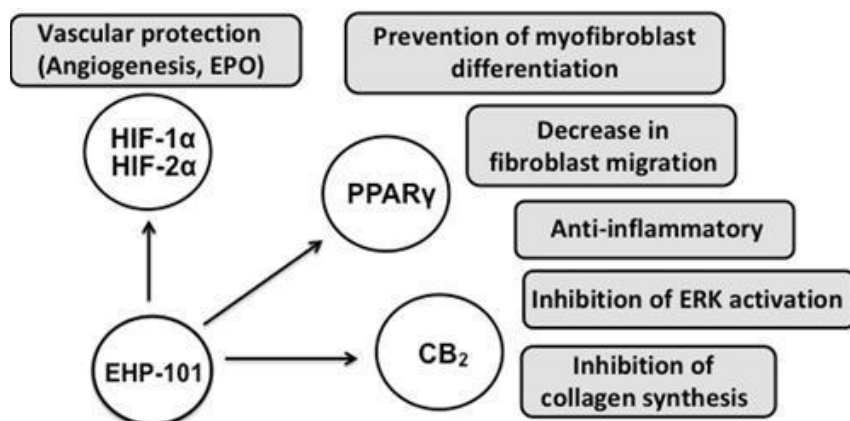 Vascular protection
(Angiogenesis, EPO)
Prevention of myofibroblast
differentiation
HIF-1α
HIF-2α
Decrease in
fibroblast migration
PPARγ
Anti-inflammatory
Inhibition of ERK activation
EHP-101
CB₂
Inhibition of
collagen synthesis